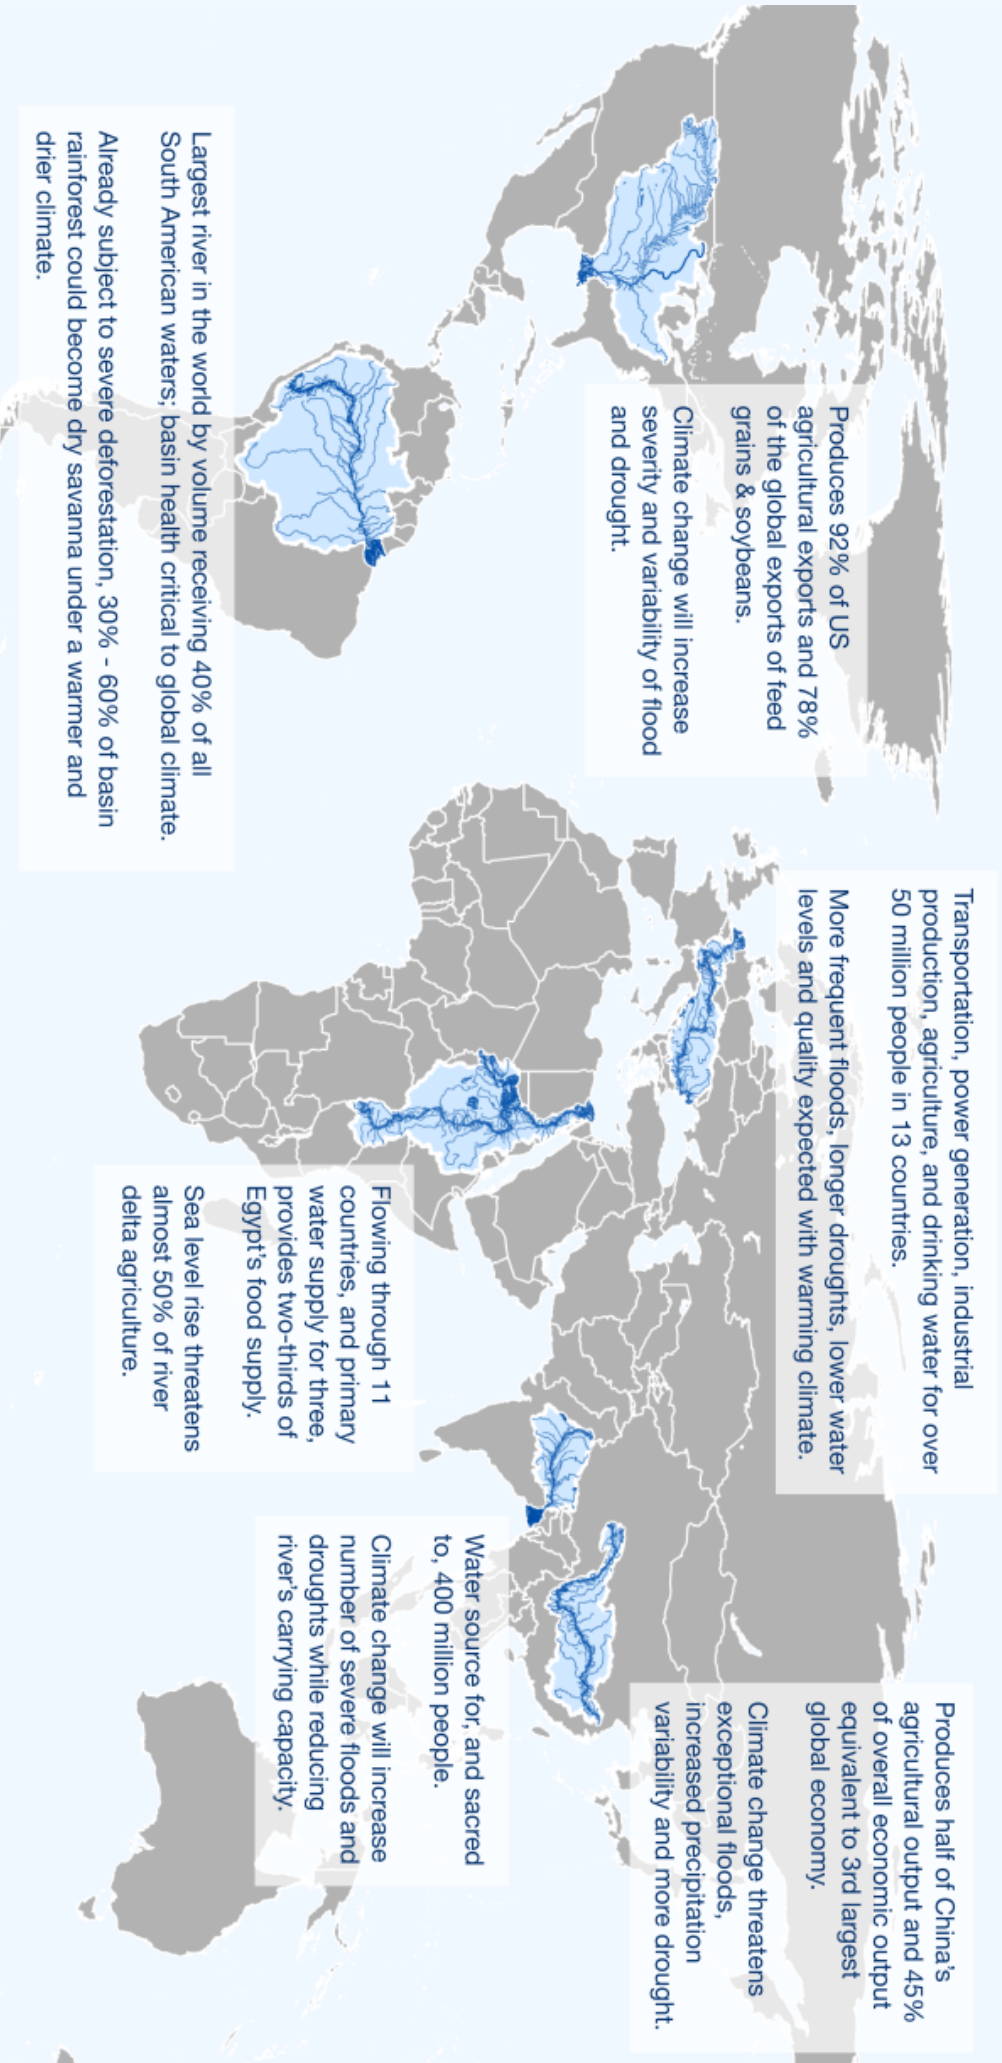 Produces 92% of US
agricultural exports and 78%
of the global exports of feed
grains & soybeans.
Climate change will increase
severity and variability of flood
and drought.
Largest river in the world by volume receiving 40% of all
South American waters; basin health critical to global climate.
Already subject to severe deforestation, 30% - 60% of basin
rainforest could become dry savanna under a warmer and
drier climate.
Transportation, power generation, industrial
production, agriculture, and drinking water for over
50 million people in 13 countries.
More frequent floods, longer droughts, lower water
levels and quality expected with warming climate.
Flowing through 11
countries, and primary
water supply for three,
provides two-thirds of
Egypt's food supply.
Sea level rise threatens
almost 50% of river
delta agriculture.
Water source for, and sacred
to, 400 million people.
Climate change will increase
number of severe floods and
droughts while reducing
river's carrying capacity.
Produces half of China's
agricultural output and 45%
of overall economic output
equivalent to 3rd largest
global economy.
Climate change threatens
exceptional floods,
increased precipitation
variability and more drought.